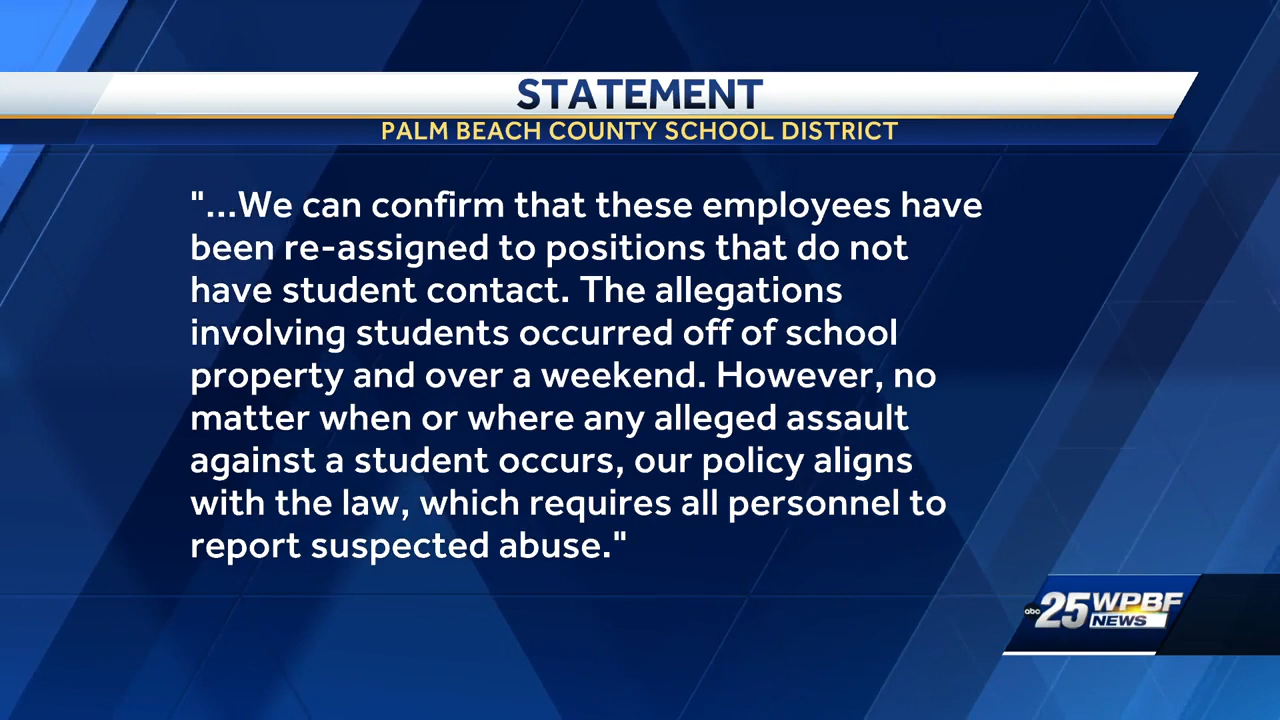 STATEMENT
PALM BEACH COUNTY SCHOOL DISTRICT
"...We can confirm that these employees have
been re-assigned to positions that do not
have student contact. The allegations
involving students occurred off of school
property and over a weekend. However, no
matter when or where any alleged assault
against a student occurs, our policy aligns
with the law, which requires all personnel to
report suspected abuse."
abc 25 WPBF
NEWS